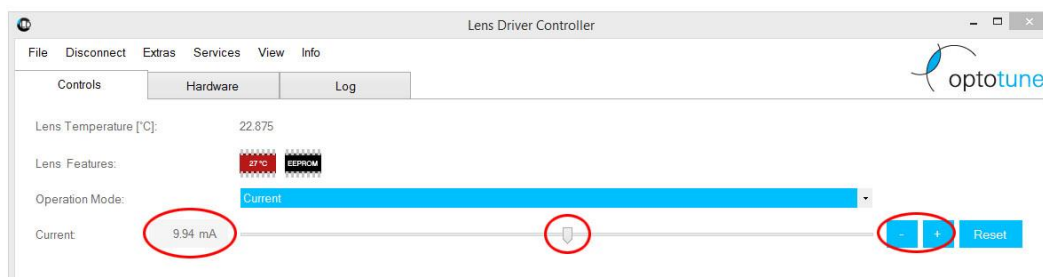 Lens Driver Controller
File Disconnect Extras Services View Info
optotune
Controls Hardware Log
Lens Temperature [°C]: 22.875
Lens Features: 27 °C EEPROM
Operation Mode: Current
Current: 9.94 mA - + Reset